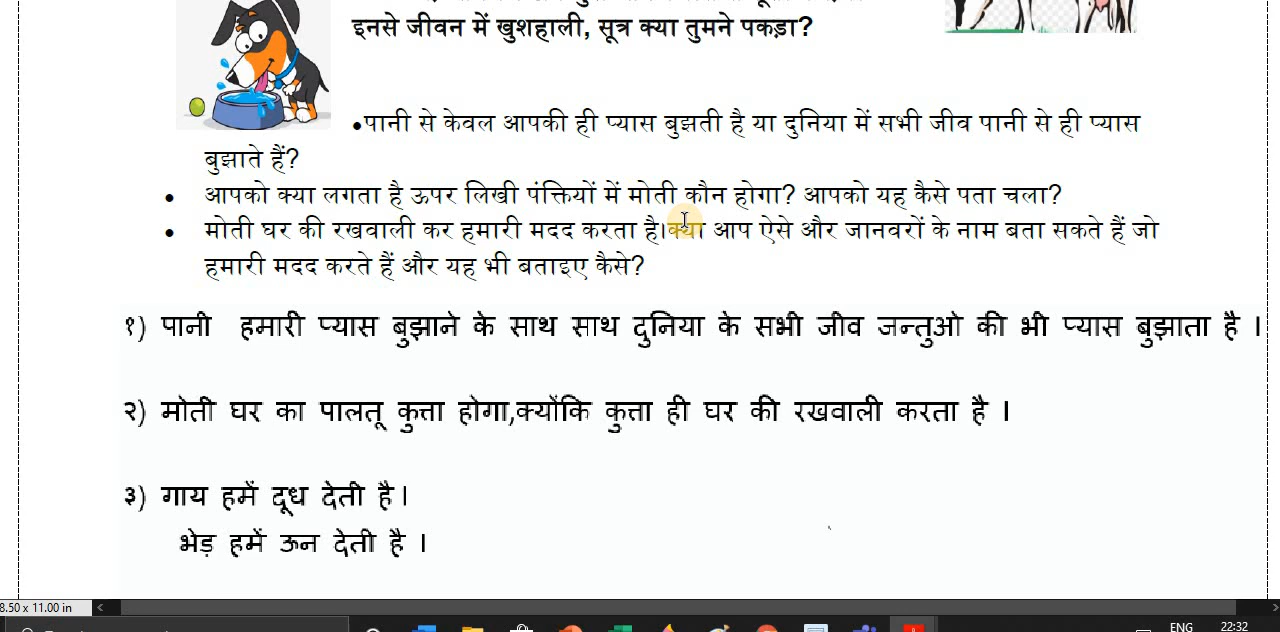 इनसे जीवन में खुशहाली, सूत्र क्या तुमने पकड़ा?
•पानी से केवल आपकी ही प्यास बुझती है या दुनिया में सभी जीव पानी से ही प्यास
बुझाते हैं?
• आपको क्या लगता है ऊपर लिखी पंक्तियों में मोती कौन होगा? आपको यह कैसे पता चला?
• मोती घर की रखवाली कर हमारी मदद करता है।क्या आप ऐसे और जानवरों के नाम बता सकते हैं जो
हमारी मदद करते हैं और यह भी बताइए कैसे?
१) पानी हमारी प्यास बुझाने के साथ साथ दुनिया के सभी जीव जन्तुओ की भी प्यास बुझाता है ।
२) मोती घर का पालतू कुत्ता होगा,क्योंकि कुत्ता ही घर की रखवाली करता है ।
३) गाय हमें दूध देती है।
भेड़ हमें ऊन देती है ।
8.50 x 11.00 in
ENG 22:32